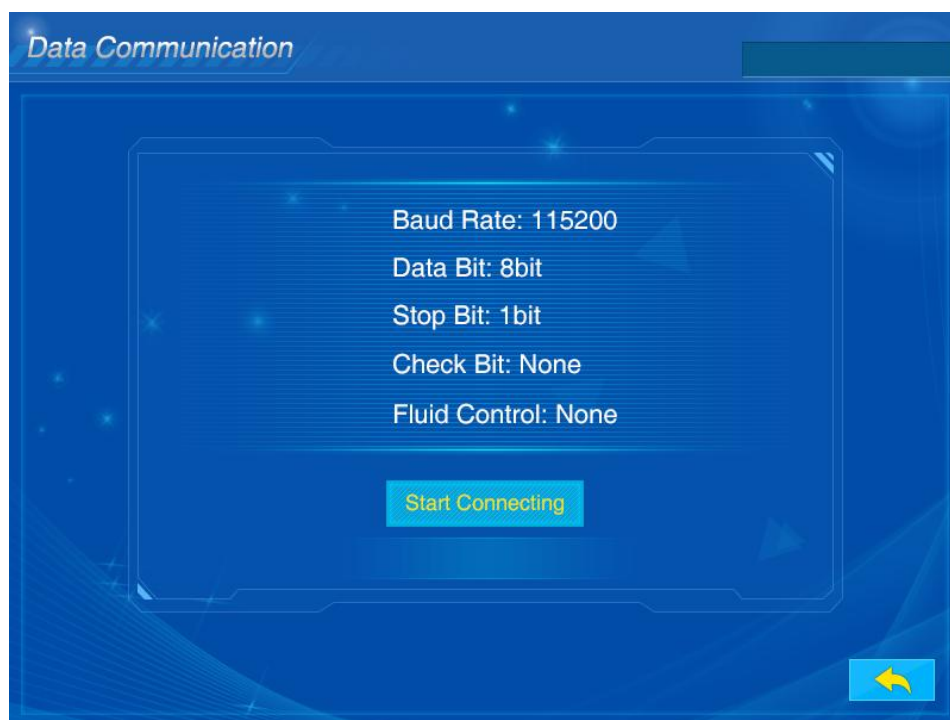 Data Communication
Baud Rate: 115200
Data Bit: 8bit
Stop Bit: 1bit
Check Bit: None
Fluid Control: None
Start Connecting